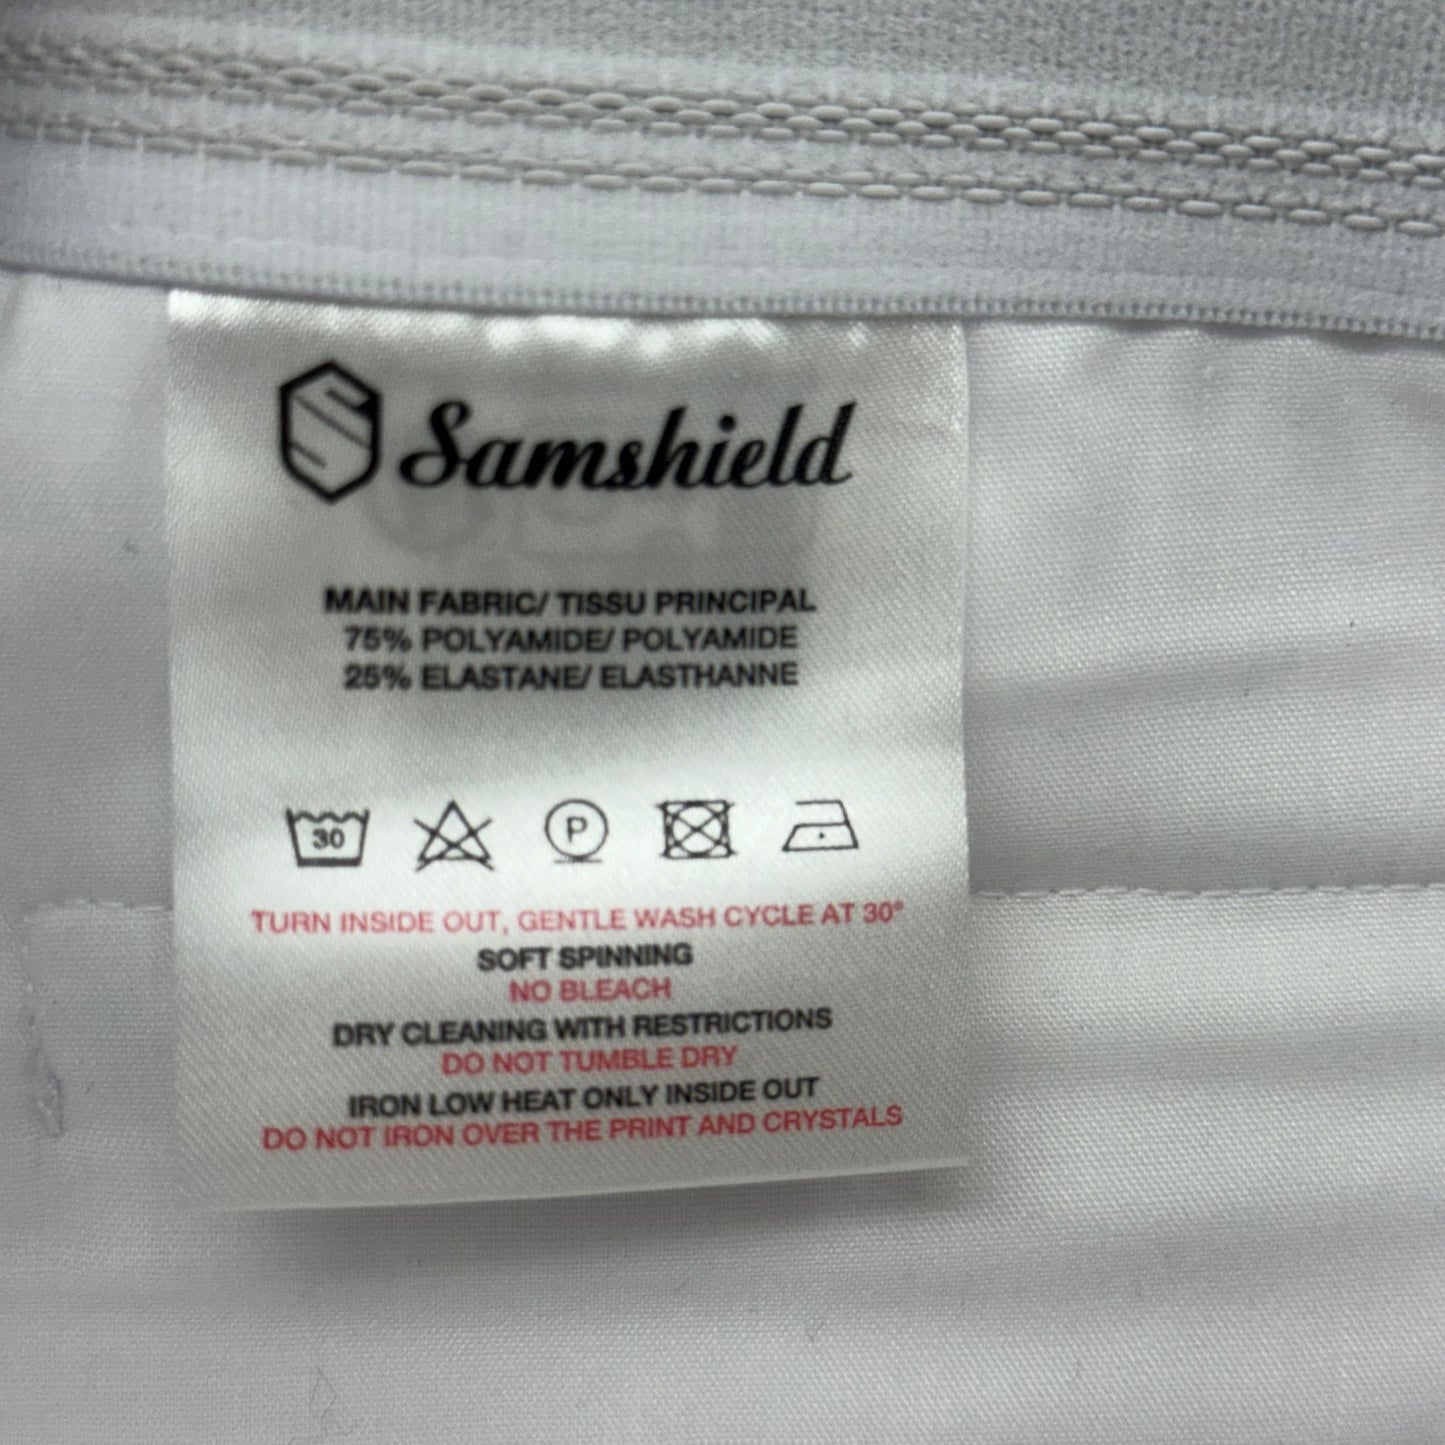 Samshield
MAIN FABRIC/ TISSU PRINCIPAL
75% POLYAMIDE/ POLYAMIDE
25% ELASTANE/ ELASTHANNE
30 P
TURN INSIDE OUT, GENTLE WASH CYCLE AT 30°
SOFT SPINNING
NO BLEACH
DRY CLEANING WITH RESTRICTIONS
DO NOT TUMBLE DRY
IRON LOW HEAT ONLY INSIDE OUT
DO NOT IRON OVER THE PRINT AND CRYSTALS